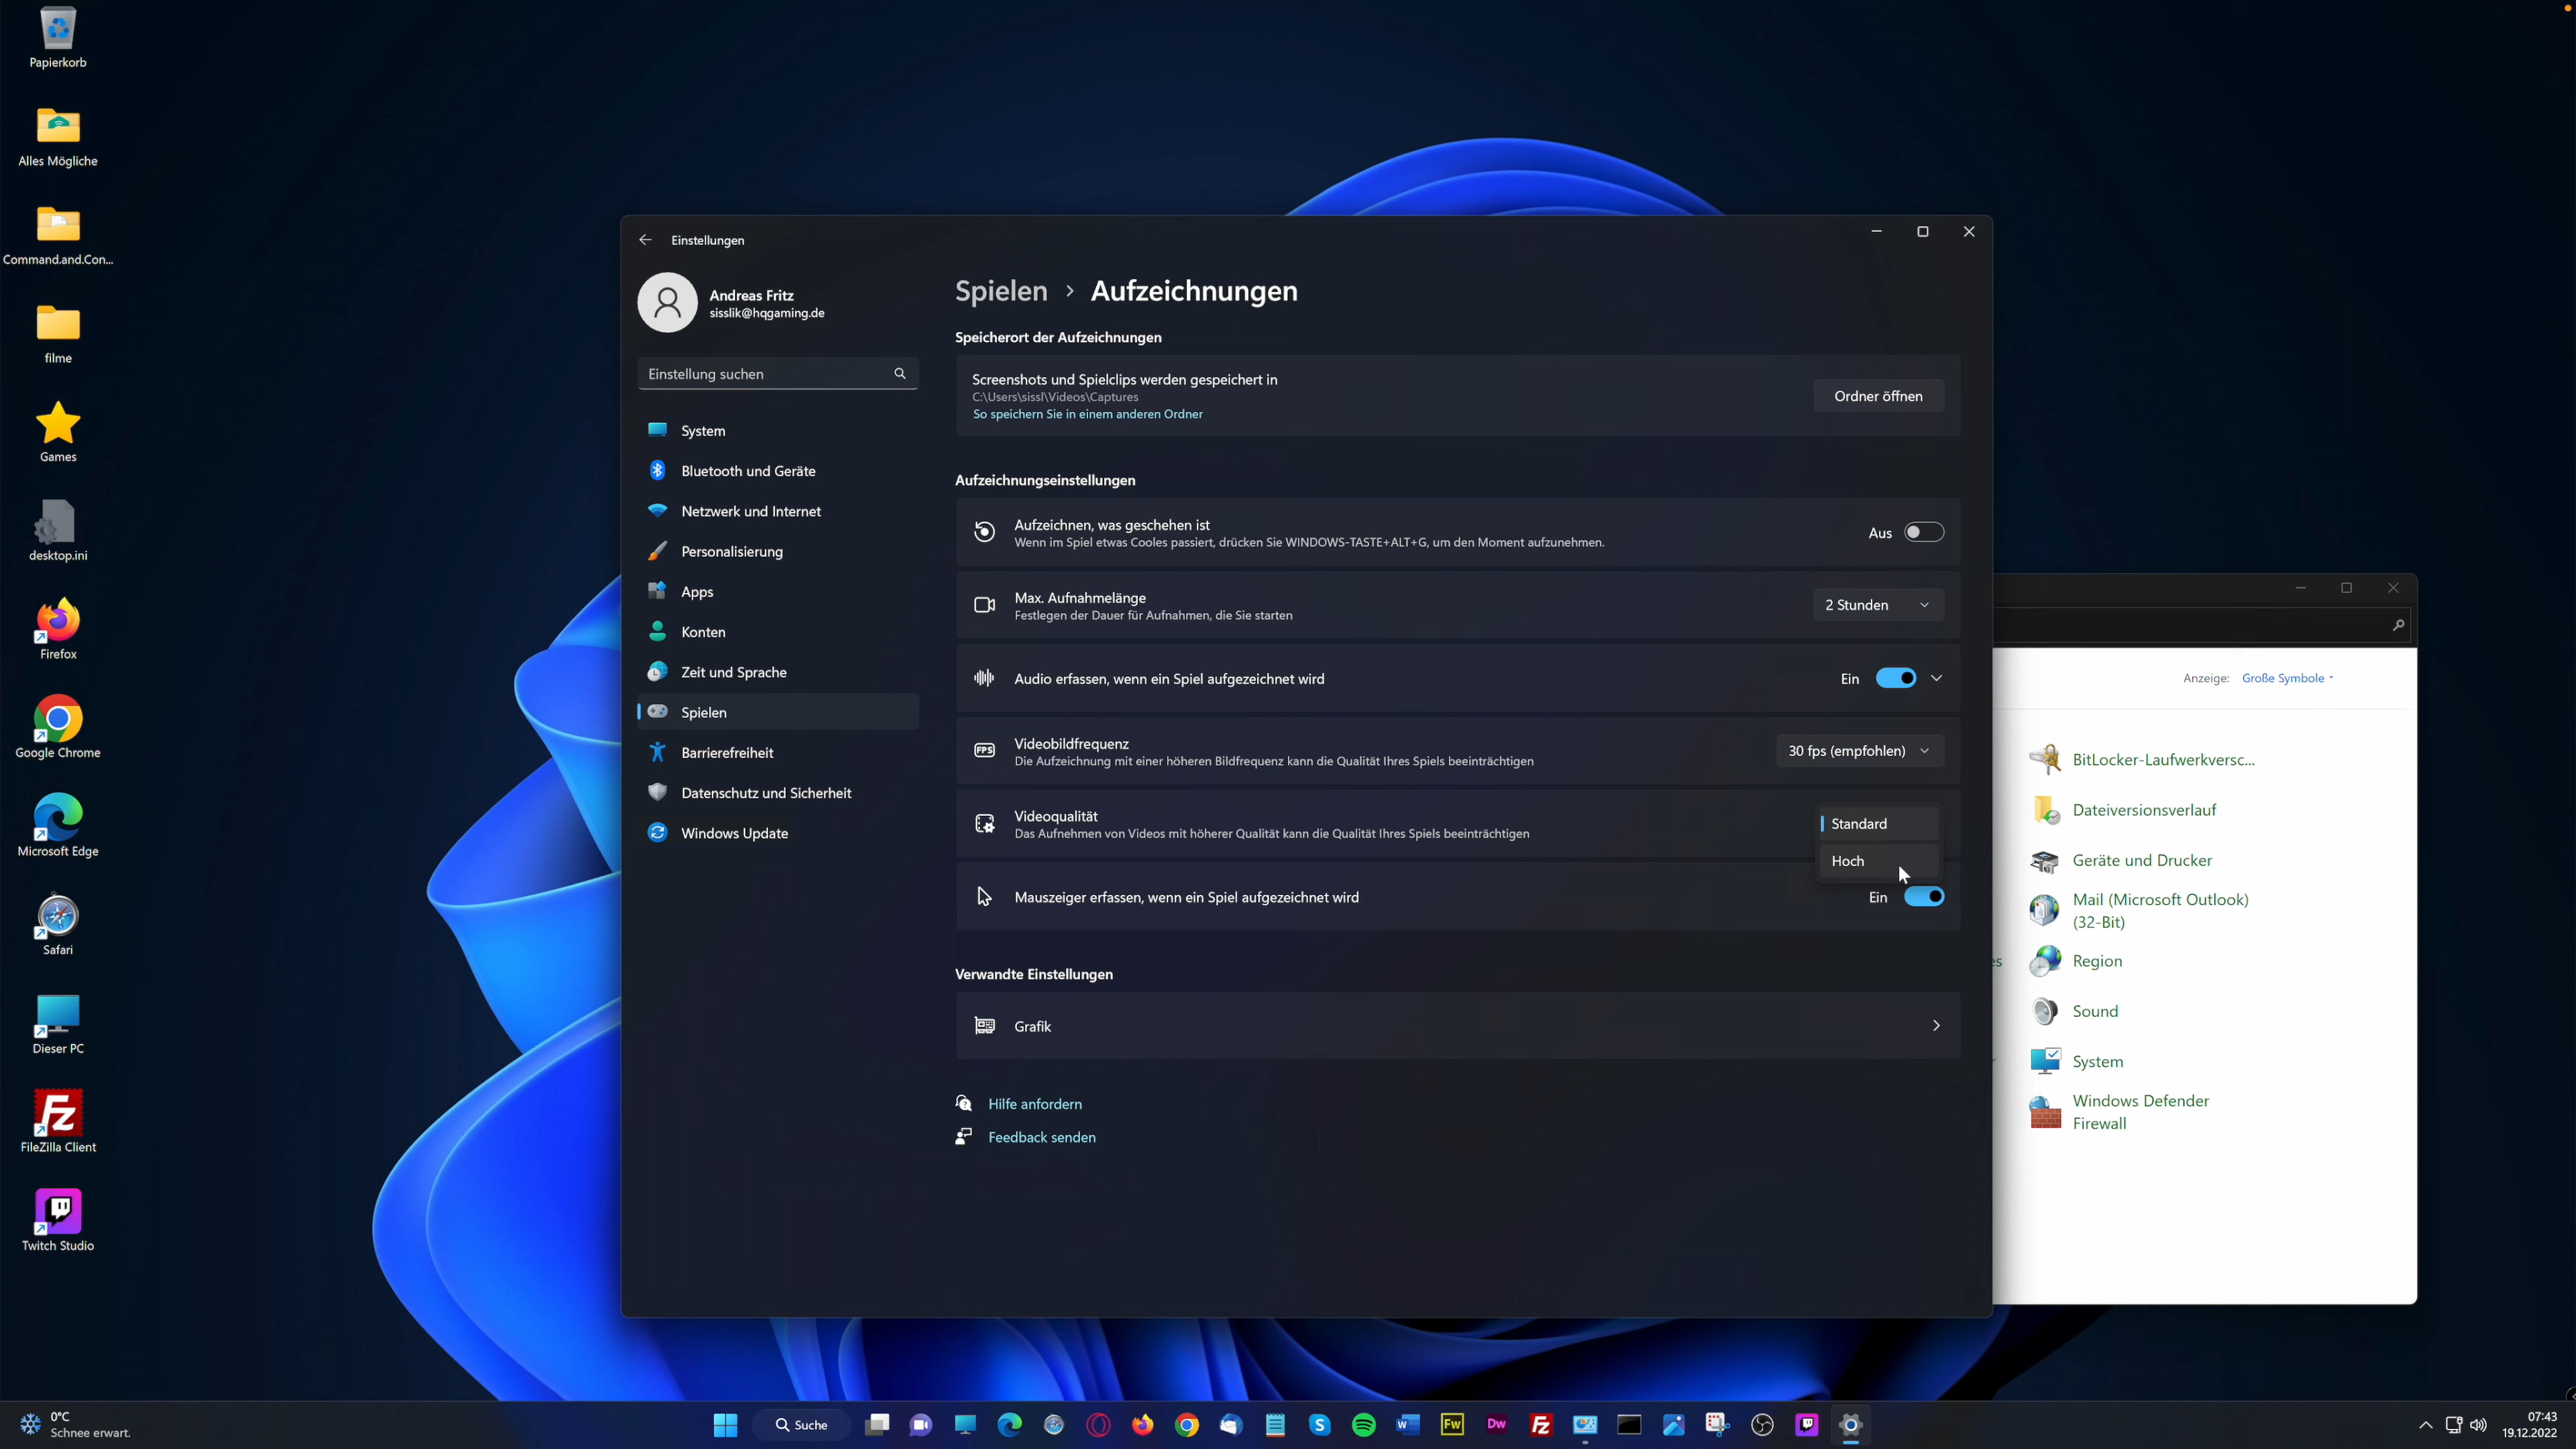 Papierkorb
Alles Mögliche
Command.and.Con...
filme
Games
desktop.ini
Firefox
Google Chrome
Microsoft Edge
Safari
Dieser PC
FileZilla Client
Twitch Studio
Einstellungen
Andreas Fritz
sisslik@hqgaming.de
Einstellung suchen
System
Bluetooth und Geräte
Netzwerk und Internet
Personalisierung
Apps
Konten
Zeit und Sprache
Spielen
Barrierefreiheit
Datenschutz und Sicherheit
Windows Update
Spielen › Aufzeichnungen
Speicherort der Aufzeichnungen
Screenshots und Spielclips werden gespeichert in
C:\Users\sissl\Videos\Captures
So speichern Sie in einem anderen Ordner
Ordner öffnen
Aufzeichnungseinstellungen
Aufzeichnen, was geschehen ist
Wenn im Spiel etwas Cooles passiert, drücken Sie WINDOWS-TASTE+ALT+G, um den Moment aufzunehmen.
Aus
Max. Aufnahmelänge
Festlegen der Dauer für Aufnahmen, die Sie starten
2 Stunden
Audio erfassen, wenn ein Spiel aufgezeichnet wird
Ein
FPS
Videobildfrequenz
Die Aufzeichnung mit einer höheren Bildfrequenz kann die Qualität Ihres Spiels beeinträchtigen
30 fps (empfohlen)
Videoqualität
Das Aufnehmen von Videos mit höherer Qualität kann die Qualität Ihres Spiels beeinträchtigen
Standard
Hoch
Mauszeiger erfassen, wenn ein Spiel aufgezeichnet wird
Ein
Verwandte Einstellungen
Grafik
Hilfe anfordern
Feedback senden
Anzeige: Große Symbole
BitLocker-Laufwerkversc...
Dateiversionsverlauf
Geräte und Drucker
Mail (Microsoft Outlook)
(32-Bit)
es
Region
Sound
System
Windows Defender
Firewall
0°C
Schnee erwart.
Suche
Fw
Dw
Fz
07:43
19.12.2022